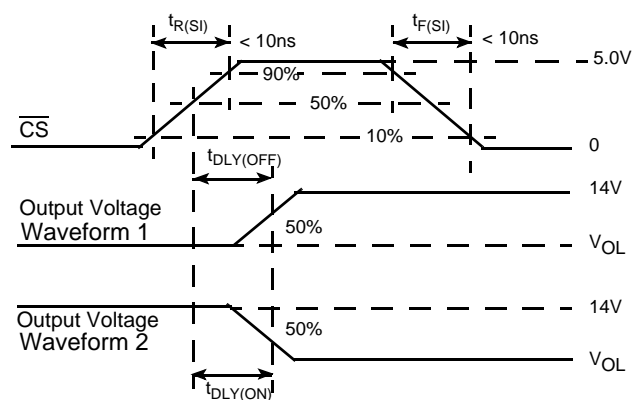 tR(SI)
< 10ns
tF(SI)
< 10ns
5.0V
90%
50%
CS
10%
0
tDLY(OFF)
14V
Output Voltage
Waveform 1
50%
VOL
14V
Output Voltage
Waveform 2
50%
VOL
tDLY(ON)